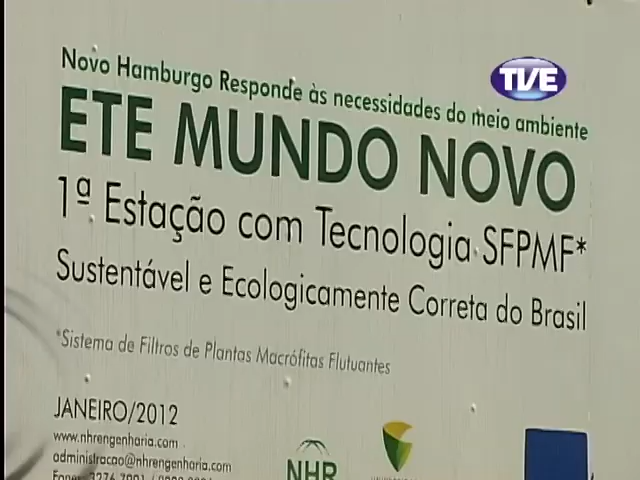 TVE
Novo Hamburgo Responde às necessidades do meio ambiente
ETE MUNDO NOVO
1ª Estação com Tecnologia SFPMF*
Sustentável e Ecologicamente Correta do Brasil
*Sistema de Filtros de Plantas Macrófitas Flutuantes
JANEIRO/2012
www.nhrengenharia.com
administracao@nhrengenharia.com
NHR